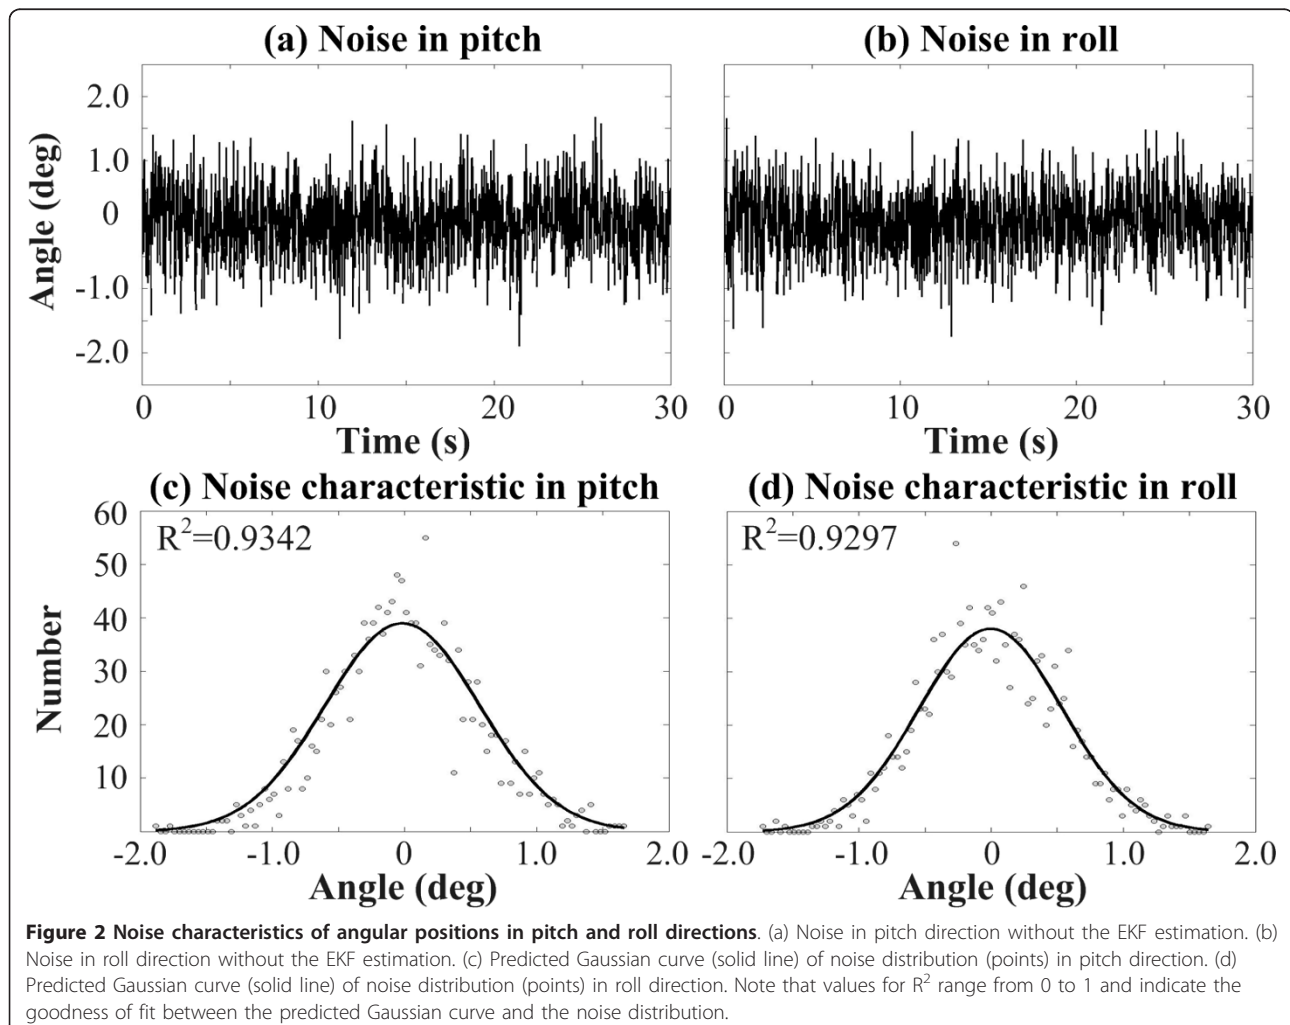 (a) Noise in pitch
(b) Noise in roll
Angle (deg)
2.0
1.0
0
-1.0
-2.0
0
10
20
30
0
10
20
30
Time (s)
Time (s)
(c) Noise characteristic in pitch
(d) Noise characteristic in roll
R²=0.9342
R²=0.9297
Number
60
50
40
30
20
10
-2.0
-1.0
0
1.0
2.0
-2.0
-1.0
0
1.0
2.0
Angle (deg)
Angle (deg)
Figure 2 Noise characteristics of angular positions in pitch and roll directions. (a) Noise in pitch direction without the EKF estimation. (b)
Noise in roll direction without the EKF estimation. (c) Predicted Gaussian curve (solid line) of noise distribution (points) in pitch direction. (d)
Predicted Gaussian curve (solid line) of noise distribution (points) in roll direction. Note that values for R² range from 0 to 1 and indicate the
goodness of fit between the predicted Gaussian curve and the noise distribution.